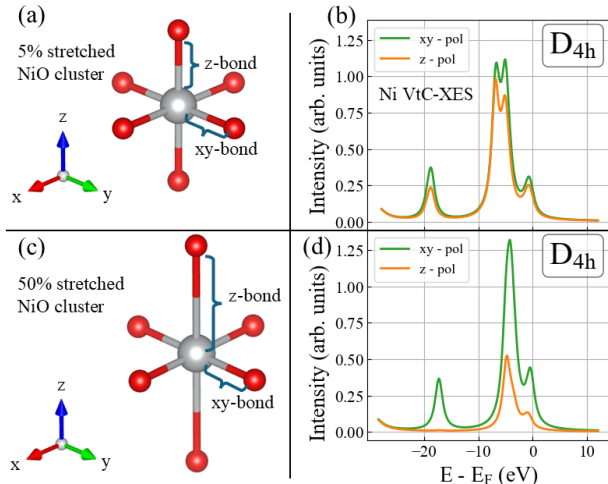 (a)
5% stretched
NiO cluster
z-bond
xy-bond
z
x
y
(b)
xy - pol
z - pol
D4h
Ni VtC-XES
Intensity (arb. units)
1.25
1.00
0.75
0.50
0.25
0.00
(c)
50% stretched
NiO cluster
z-bond
xy-bond
z
x
y
(d)
xy - pol
z - pol
D4h
Intensity (arb. units)
1.25
1.00
0.75
0.50
0.25
0.00
−20 −10 0 10
E - EF (eV)